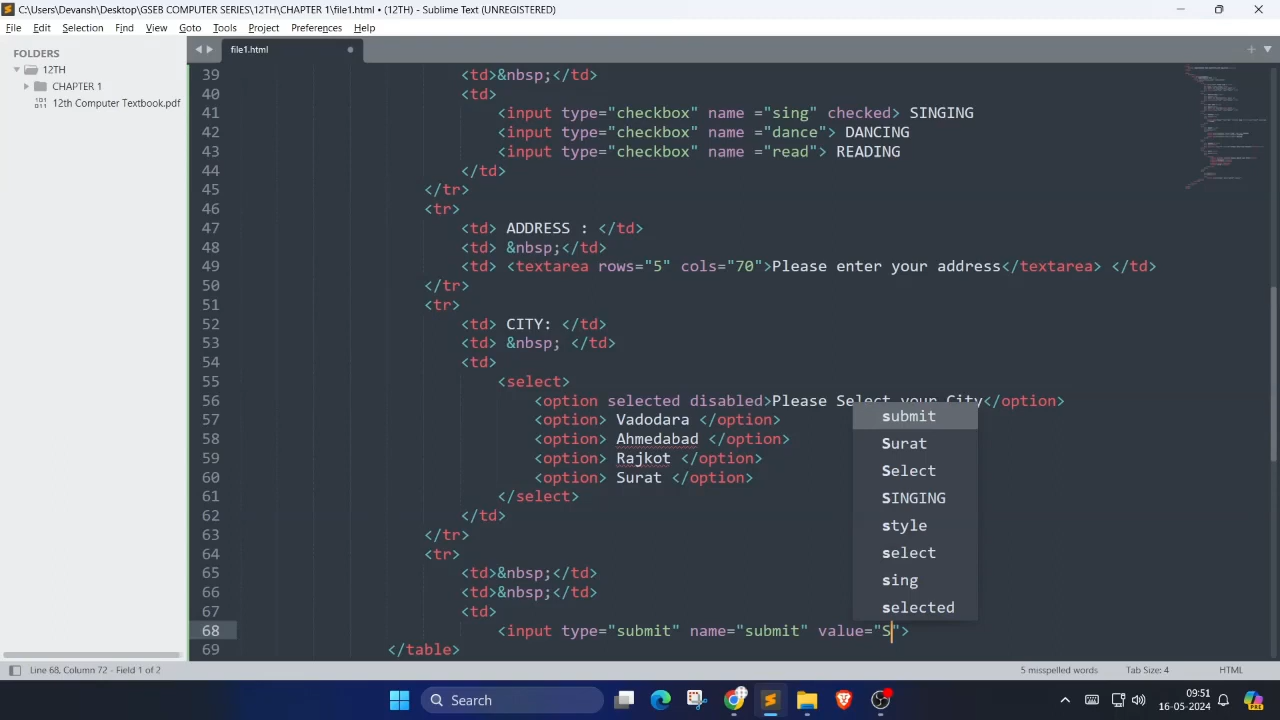 C:\Users\Devansh\Desktop\GSEB COMPUTER SERIES\12TH\CHAPTER 1\file1.html • (12TH) - Sublime Text (UNREGISTERED)
File Edit Selection Find View Goto Tools Project Preferences Help
FOLDERS
12TH
CHAPTER 1
12th Computer Textbook.pdf
file1.html
39 <td>&nbsp;</td>
40 <td>
41 <input type="checkbox" name ="sing" checked> SINGING
42 <input type="checkbox" name ="dance"> DANCING
43 <input type="checkbox" name ="read"> READING
44 </td>
45 </tr>
46 <tr>
47 <td> ADDRESS : </td>
48 <td> &nbsp;</td>
49 <td> <textarea rows="5" cols="70">Please enter your address</textarea> </td>
50 </tr>
51 <tr>
52 <td> CITY: </td>
53 <td> &nbsp; </td>
54 <td>
55 <select>
56 <option selected disabled>Please Select your City</option>
57 <option> Vadodara </option>
58 <option> Ahmedabad </option>
59 <option> Rajkot </option>
60 <option> Surat </option>
61 </select>
62 </td>
63 </tr>
64 <tr>
65 <td>&nbsp;</td>
66 <td>&nbsp;</td>
67 <td>
68 <input type="submit" name="submit" value="S">
69 </table>
submit
Surat
Select
SINGING
style
select
sing
selected
Line 68, Column 72 - Field 1 of 2
5 misspelled words Tab Size: 4 HTML
Search
09:51
16-05-2024